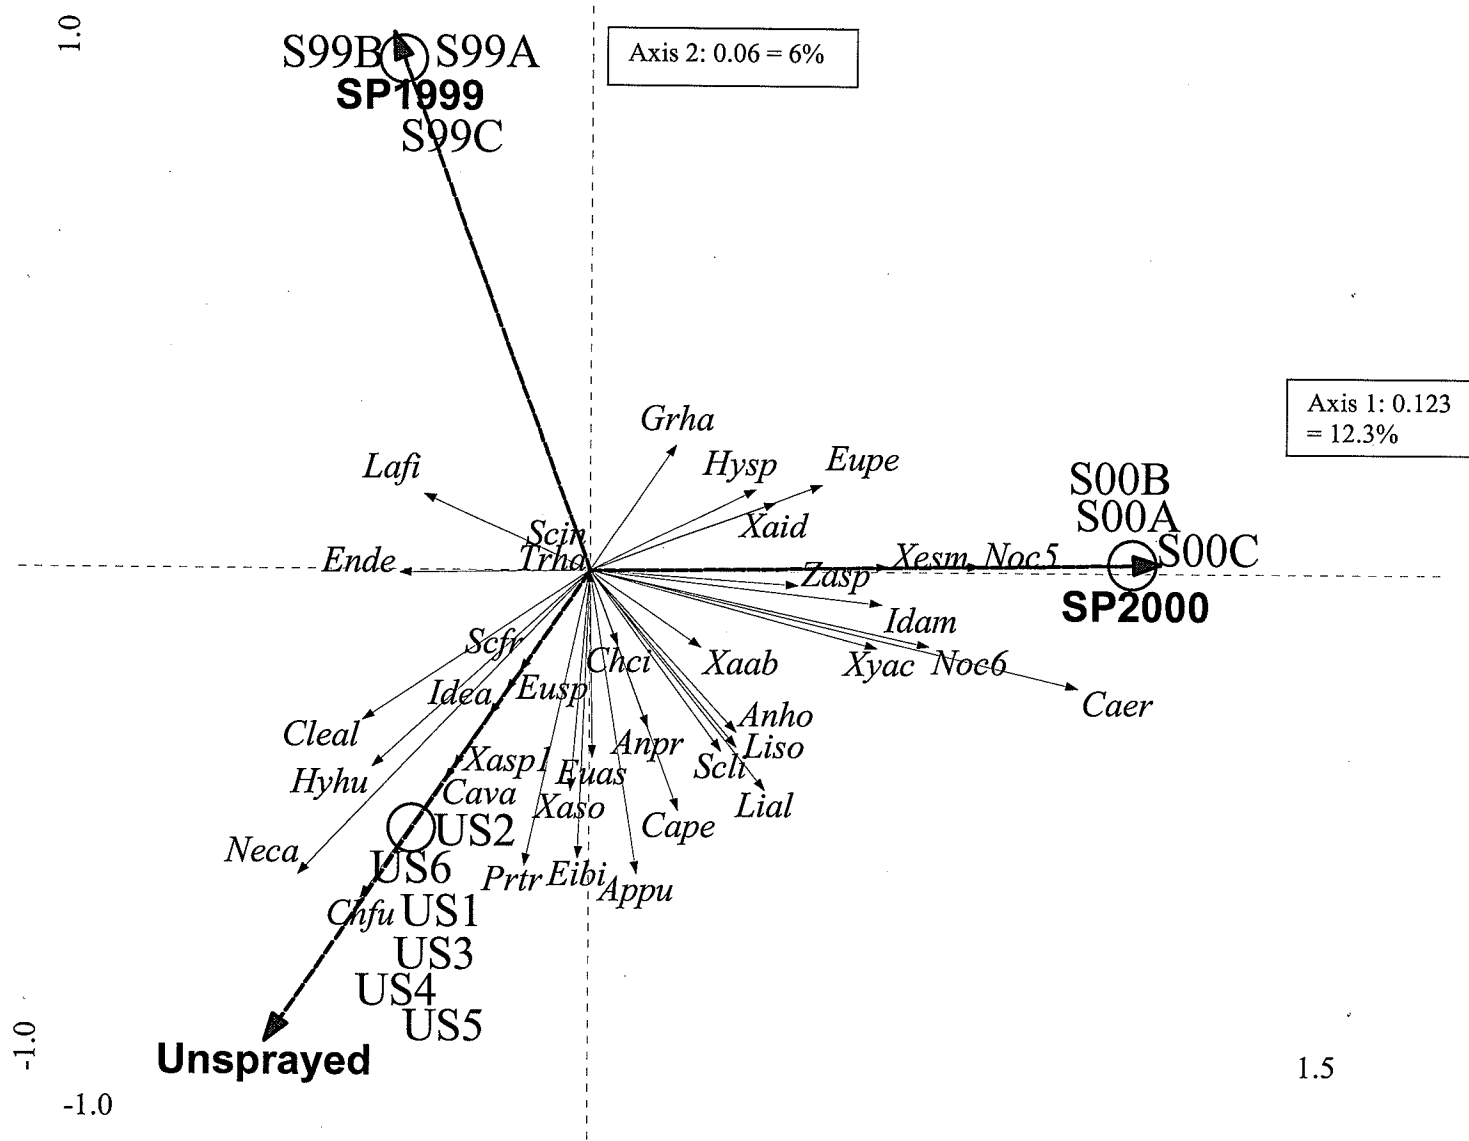 1.0
S99B S99A
Axis 2: 0.06 = 6%
SP1999
S99C
Axis 1: 0.123
= 12.3%
Grha
Lafi
Hysp
Eupe
S00B
S00A
Xaid
Scin
Ende
Trha
Xesm
Noc5
S00C
Zasp
SP2000
Idam
Scfr
Chci
Xaab
Xyac
Noc6
Idea
Eusp
Caer
Cleal
Anho
Anpr
Liso
Hyhu
Xasp1
Euas
Scli
Cava
Xaso
Cape
Lial
US2
Neca
US6
Prtr
Eibi
Appu
Chfu
US1
US3
US4
US5
-1.0
Unsprayed
1.5
-1.0